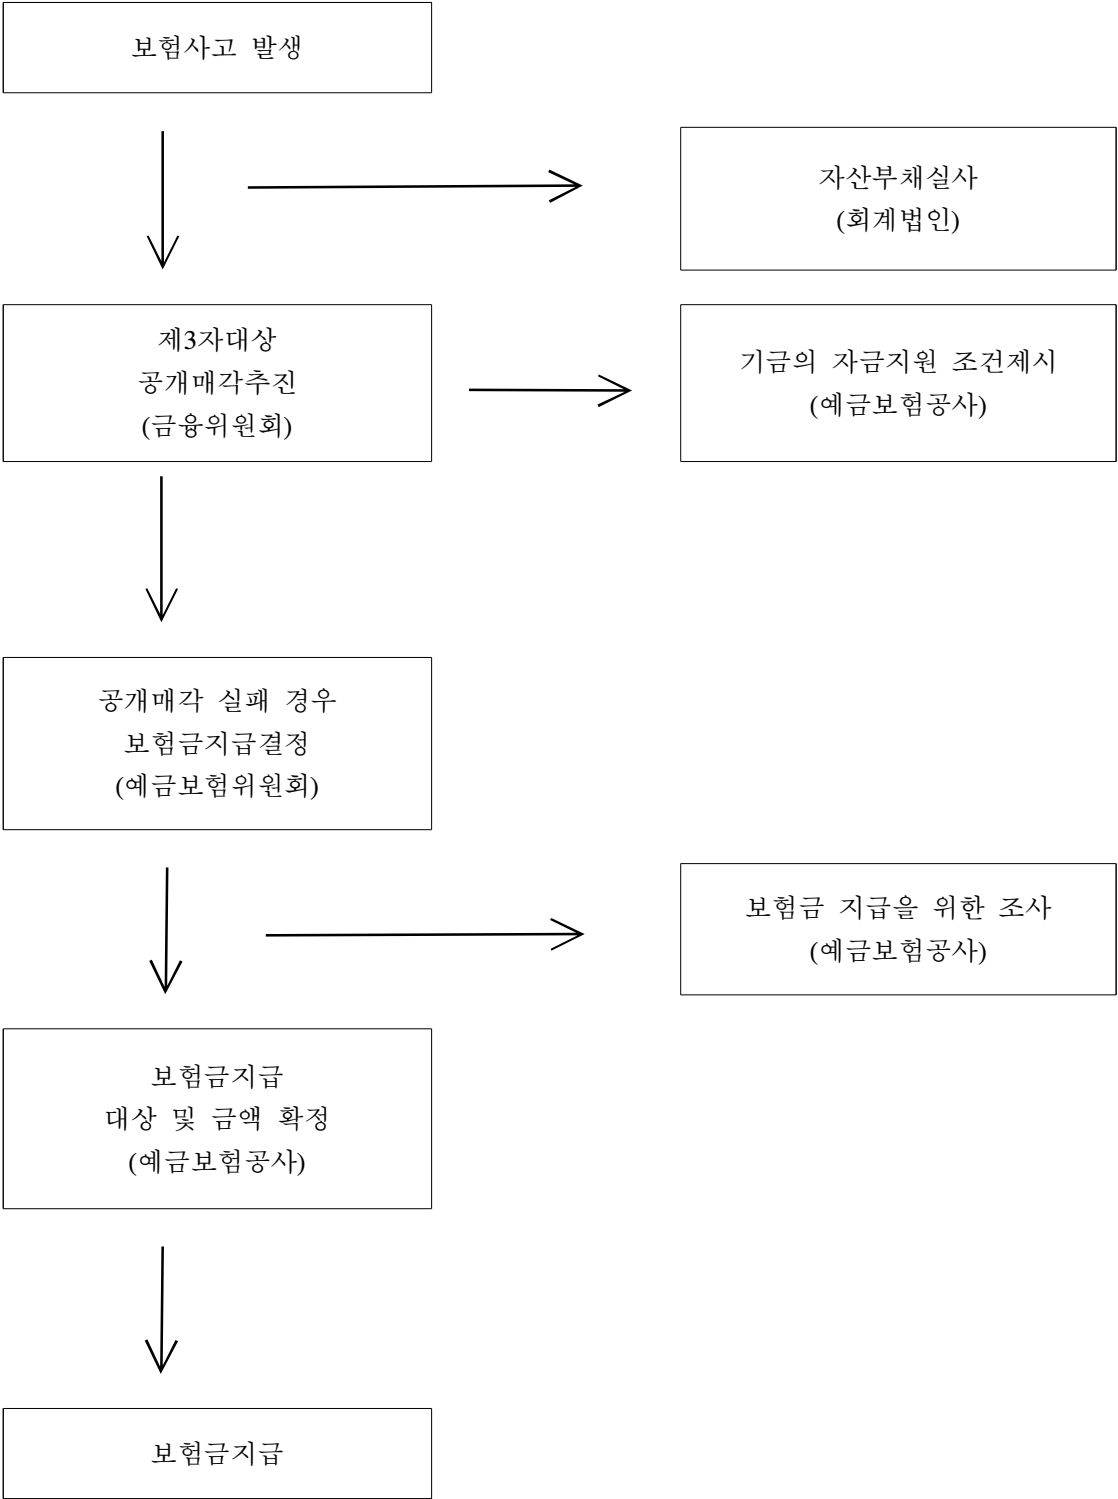 보험사고 발생
자산부채실사
(회계법인)
제3자대상
공개매각추진
(금융위원회)
기금의 자금지원 조건제시
(예금보험공사)
공개매각 실패 경우
보험금지급결정
(예금보험위원회)
보험금 지급을 위한 조사
(예금보험공사)
보험금지급
대상 및 금액 확정
(예금보험공사)
보험금지급